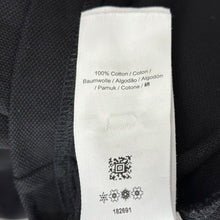 100% Cotton / Coton /
Baumwolle / Algodão / Algodón
/ Pamuk / Cotone / 棉
182691